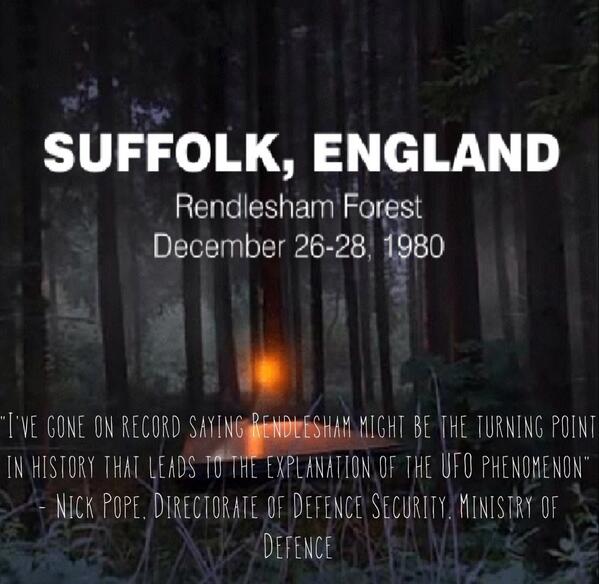 SUFFOLK, ENGLAND
Rendlesham Forest
December 26-28, 1980
"I'VE GONE ON RECORD SAYING RENDLESHAM MIGHT BE THE TURNING POINT
IN HISTORY THAT LEADS TO THE EXPLANATION OF THE UFO PHENOMENON"
- NICK POPE, DIRECTORATE OF DEFENCE SECURITY, MINISTRY OF
DEFENCE